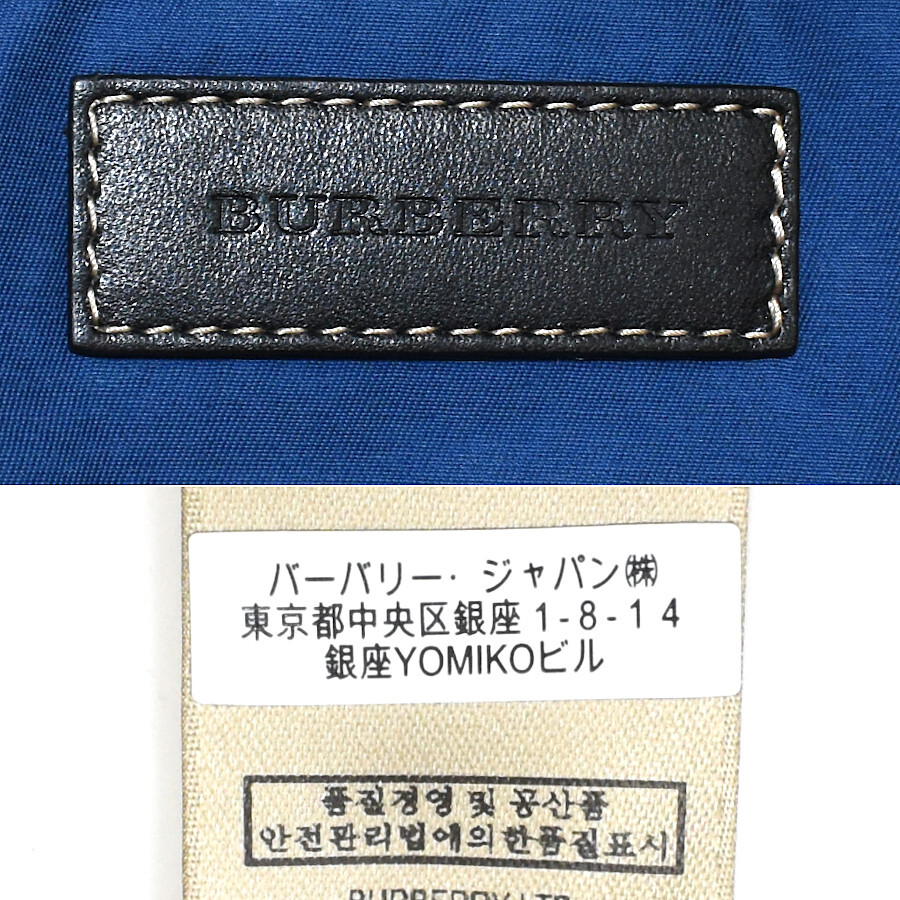 BURBERRY
バーバリー・ジャパン㈱
東京都中央区銀座1-8-14
銀座YOMIKOビル
품질경영 및 공산품
안전관리법에의한품질표시
BURBERRY LTD